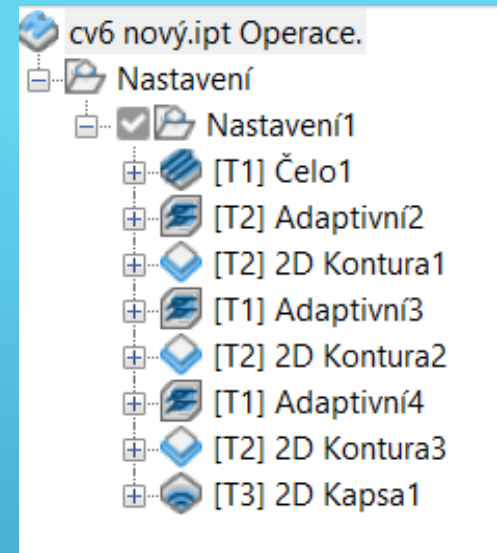 cv6 nový.ipt Operace.
Nastavení
Nastavení1
[T1] Čelo1
[T2] Adaptivní2
[T2] 2D Kontura1
[T1] Adaptivní3
[T2] 2D Kontura2
[T1] Adaptivní4
[T2] 2D Kontura3
[T3] 2D Kapsa1